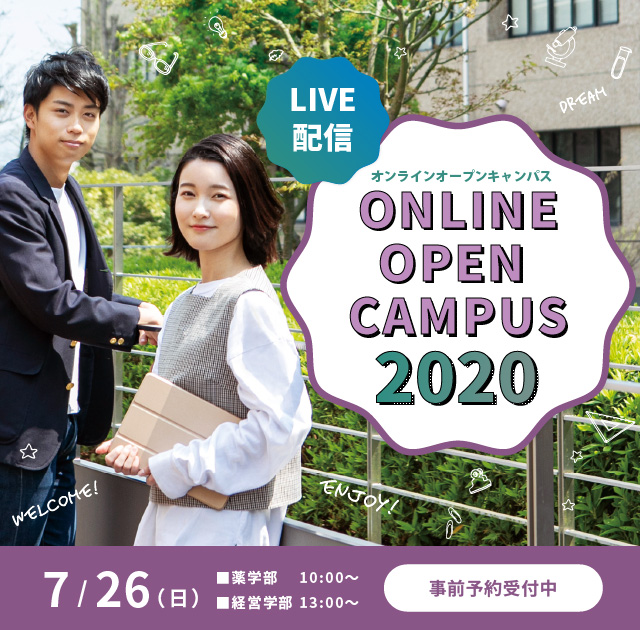 LIVE
配信
DREAM
オンラインオープンキャンパス
ONLINE
OPEN
CAMPUS
2020
WELCOME!
ENJOY!
7/26(日)
■薬学部 10:00〜
■経営学部 13:00〜
事前予約受付中